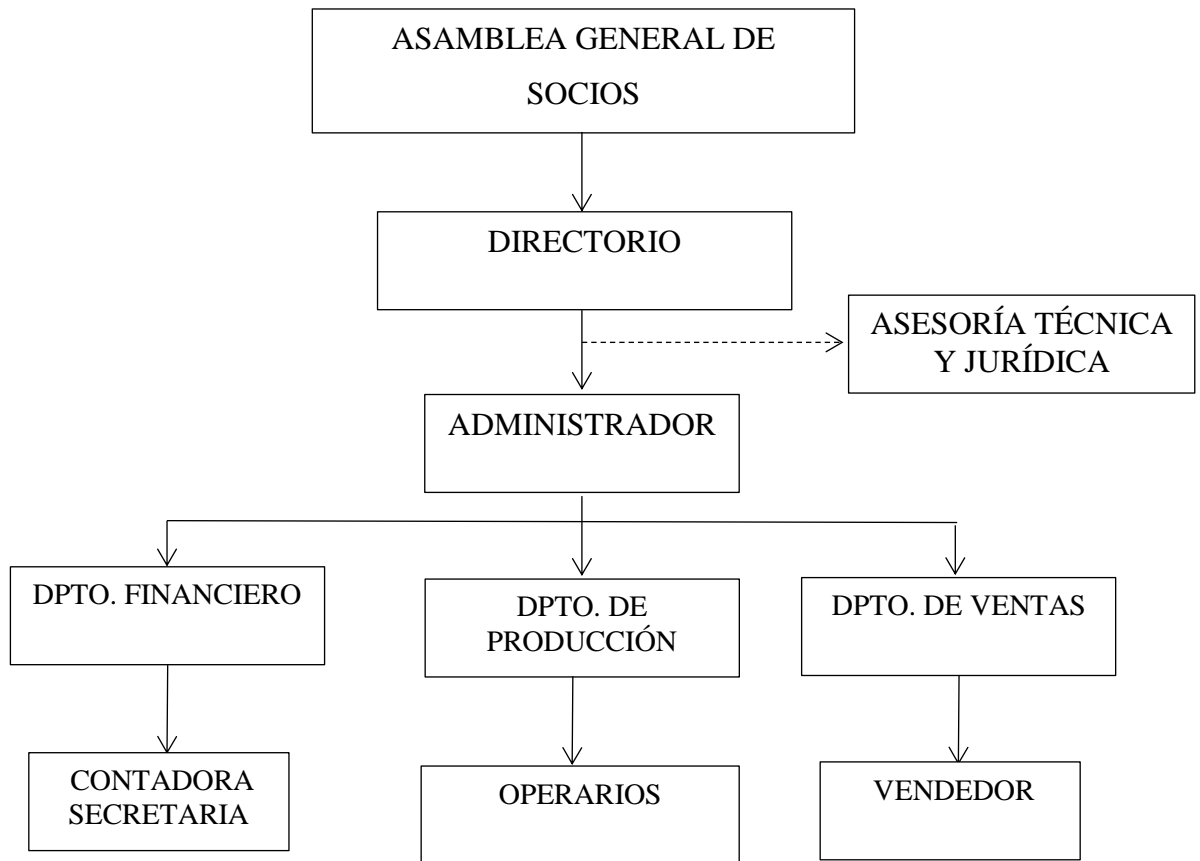 ASAMBLEA GENERAL DE
SOCIOS
DIRECTORIO
ASESORÍA TÉCNICA
Y JURÍDICA
ADMINISTRADOR
DPTO. FINANCIERO
DPTO. DE
PRODUCCIÓN
DPTO. DE VENTAS
CONTADORA
SECRETARIA
OPERARIOS
VENDEDOR